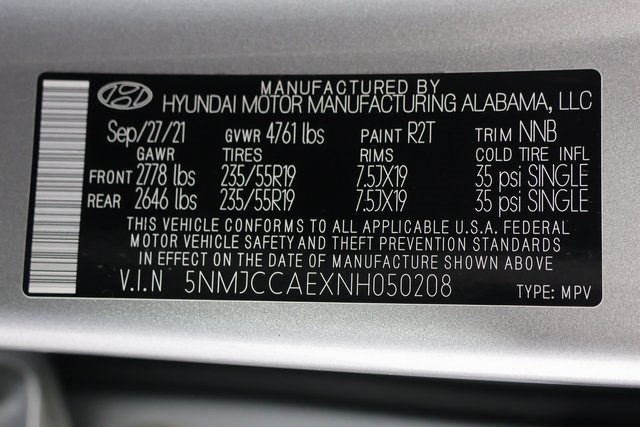 MANUFACTURED BY
HYUNDAI MOTOR MANUFACTURING ALABAMA, LLC
Sep/27/21 GVWR 4761 lbs PAINT R2T TRIM NNB
GAWR TIRES RIMS COLD TIRE INFL
FRONT 2778 lbs 235/55R19 7.5JX19 35 psi SINGLE
REAR 2646 lbs 235/55R19 7.5JX19 35 psi SINGLE
THIS VEHICLE CONFORMS TO ALL APPLICABLE U.S.A. FEDERAL
MOTOR VEHICLE SAFETY AND THEFT PREVENTION STANDARDS
IN EFFECT ON THE DATE OF MANUFACTURE SHOWN ABOVE
V.I.N 5NMJCCAEXNH050208 TYPE: MPV